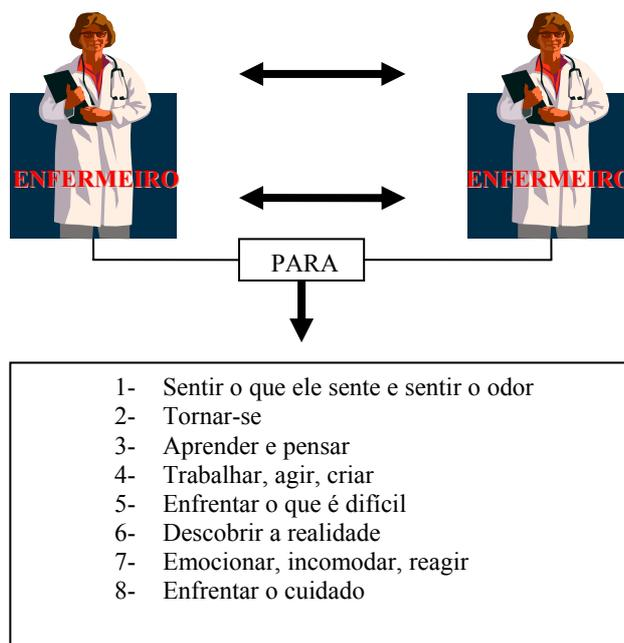 ENFERMEIRO
ENFERMEIRO
PARA
1- Sentir o que ele sente e sentir o odor
2- Tornar-se
3- Aprender e pensar
4- Trabalhar, agir, criar
5- Enfrentar o que é difícil
6- Descobrir a realidade
7- Emocionar, incomodar, reagir
8- Enfrentar o cuidado